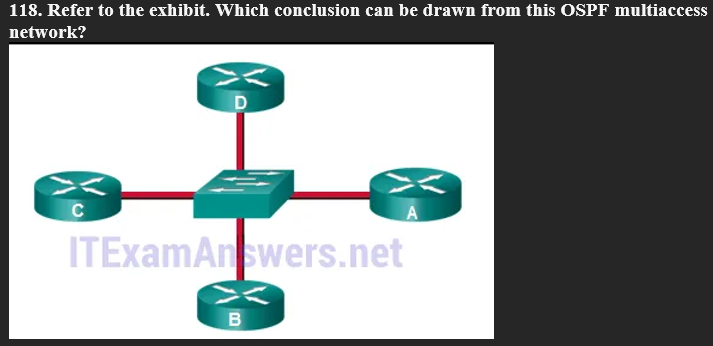 118. Refer to the exhibit. Which conclusion can be drawn from this OSPF multiaccess
network?
D
C
A
ITExamAnswers.net
B